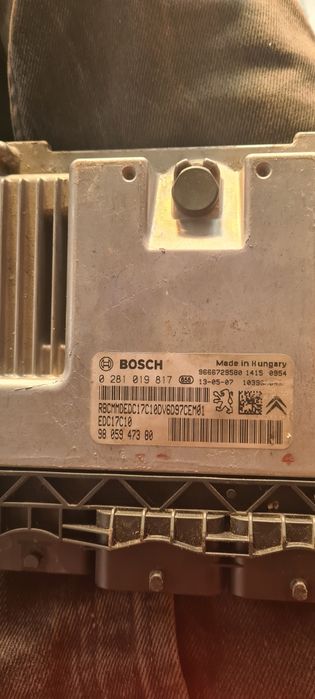 BOSCH
Made in Hungary
9666729580 1415 0954
0 281 019 817 656 13-05-07
RBCMMDEDC17C10DV6D97CEM01
EDC17C10
98 059 473 80